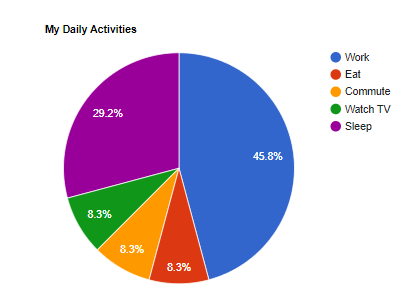 My Daily Activities
Work
Eat
Commute
Watch TV
Sleep
29.2%
45.8%
8.3%
8.3%
8.3%